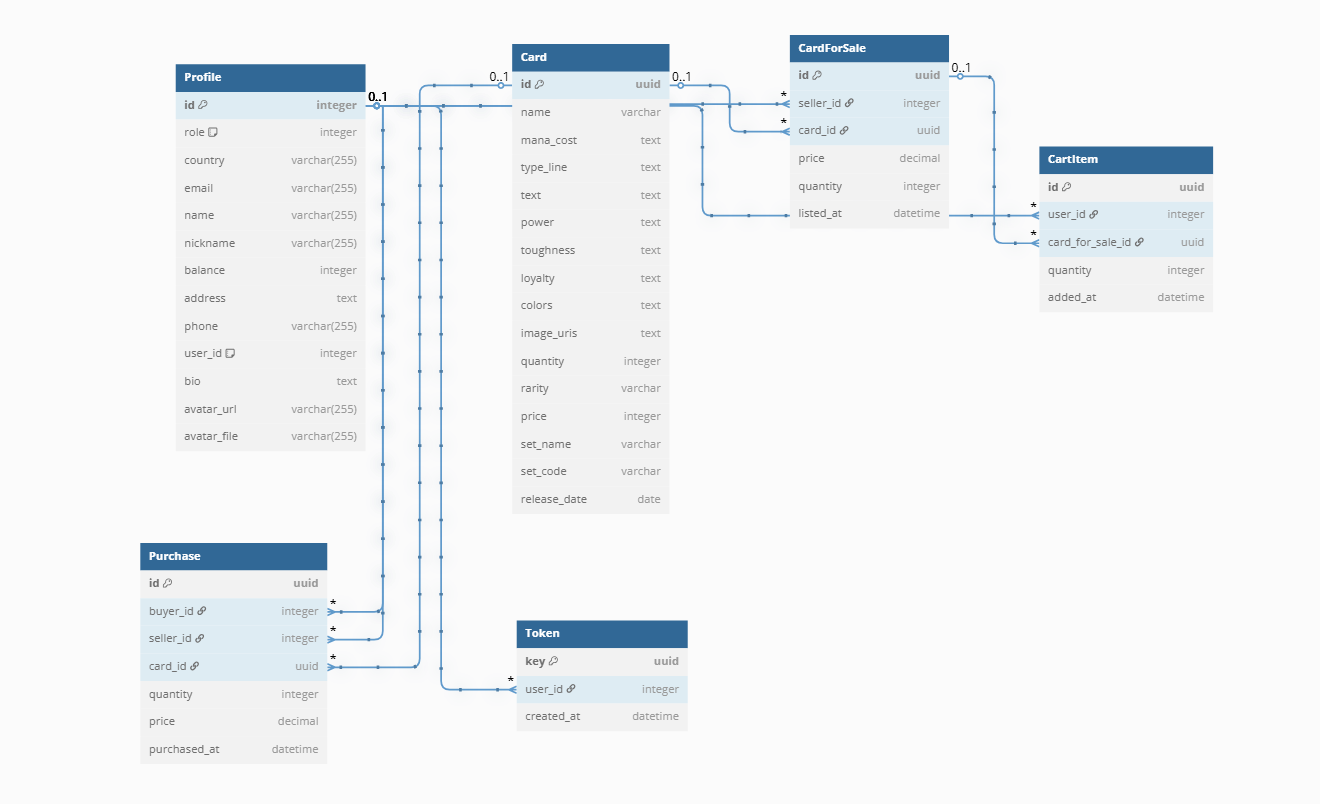 Profile
id integer
role integer
country varchar(255)
email varchar(255)
name varchar(255)
nickname varchar(255)
balance integer
address text
phone varchar(255)
user_id integer
bio text
avatar_url varchar(255)
avatar_file varchar(255)
0..1
0..1
Card
id uuid
name varchar
mana_cost text
type_line text
text text
power text
toughness text
loyalty text
colors text
image_uris text
quantity integer
rarity varchar
price integer
set_name varchar
set_code varchar
release_date date
0..1
*
*
CardForSale
id uuid
seller_id integer
card_id uuid
price decimal
quantity integer
listed_at datetime
0..1
*
*
CartItem
id uuid
user_id integer
card_for_sale_id uuid
quantity integer
added_at datetime
Purchase
id uuid
buyer_id integer
seller_id integer
card_id uuid
quantity integer
price decimal
purchased_at datetime
*
*
*
*
Token
key uuid
user_id integer
created_at datetime